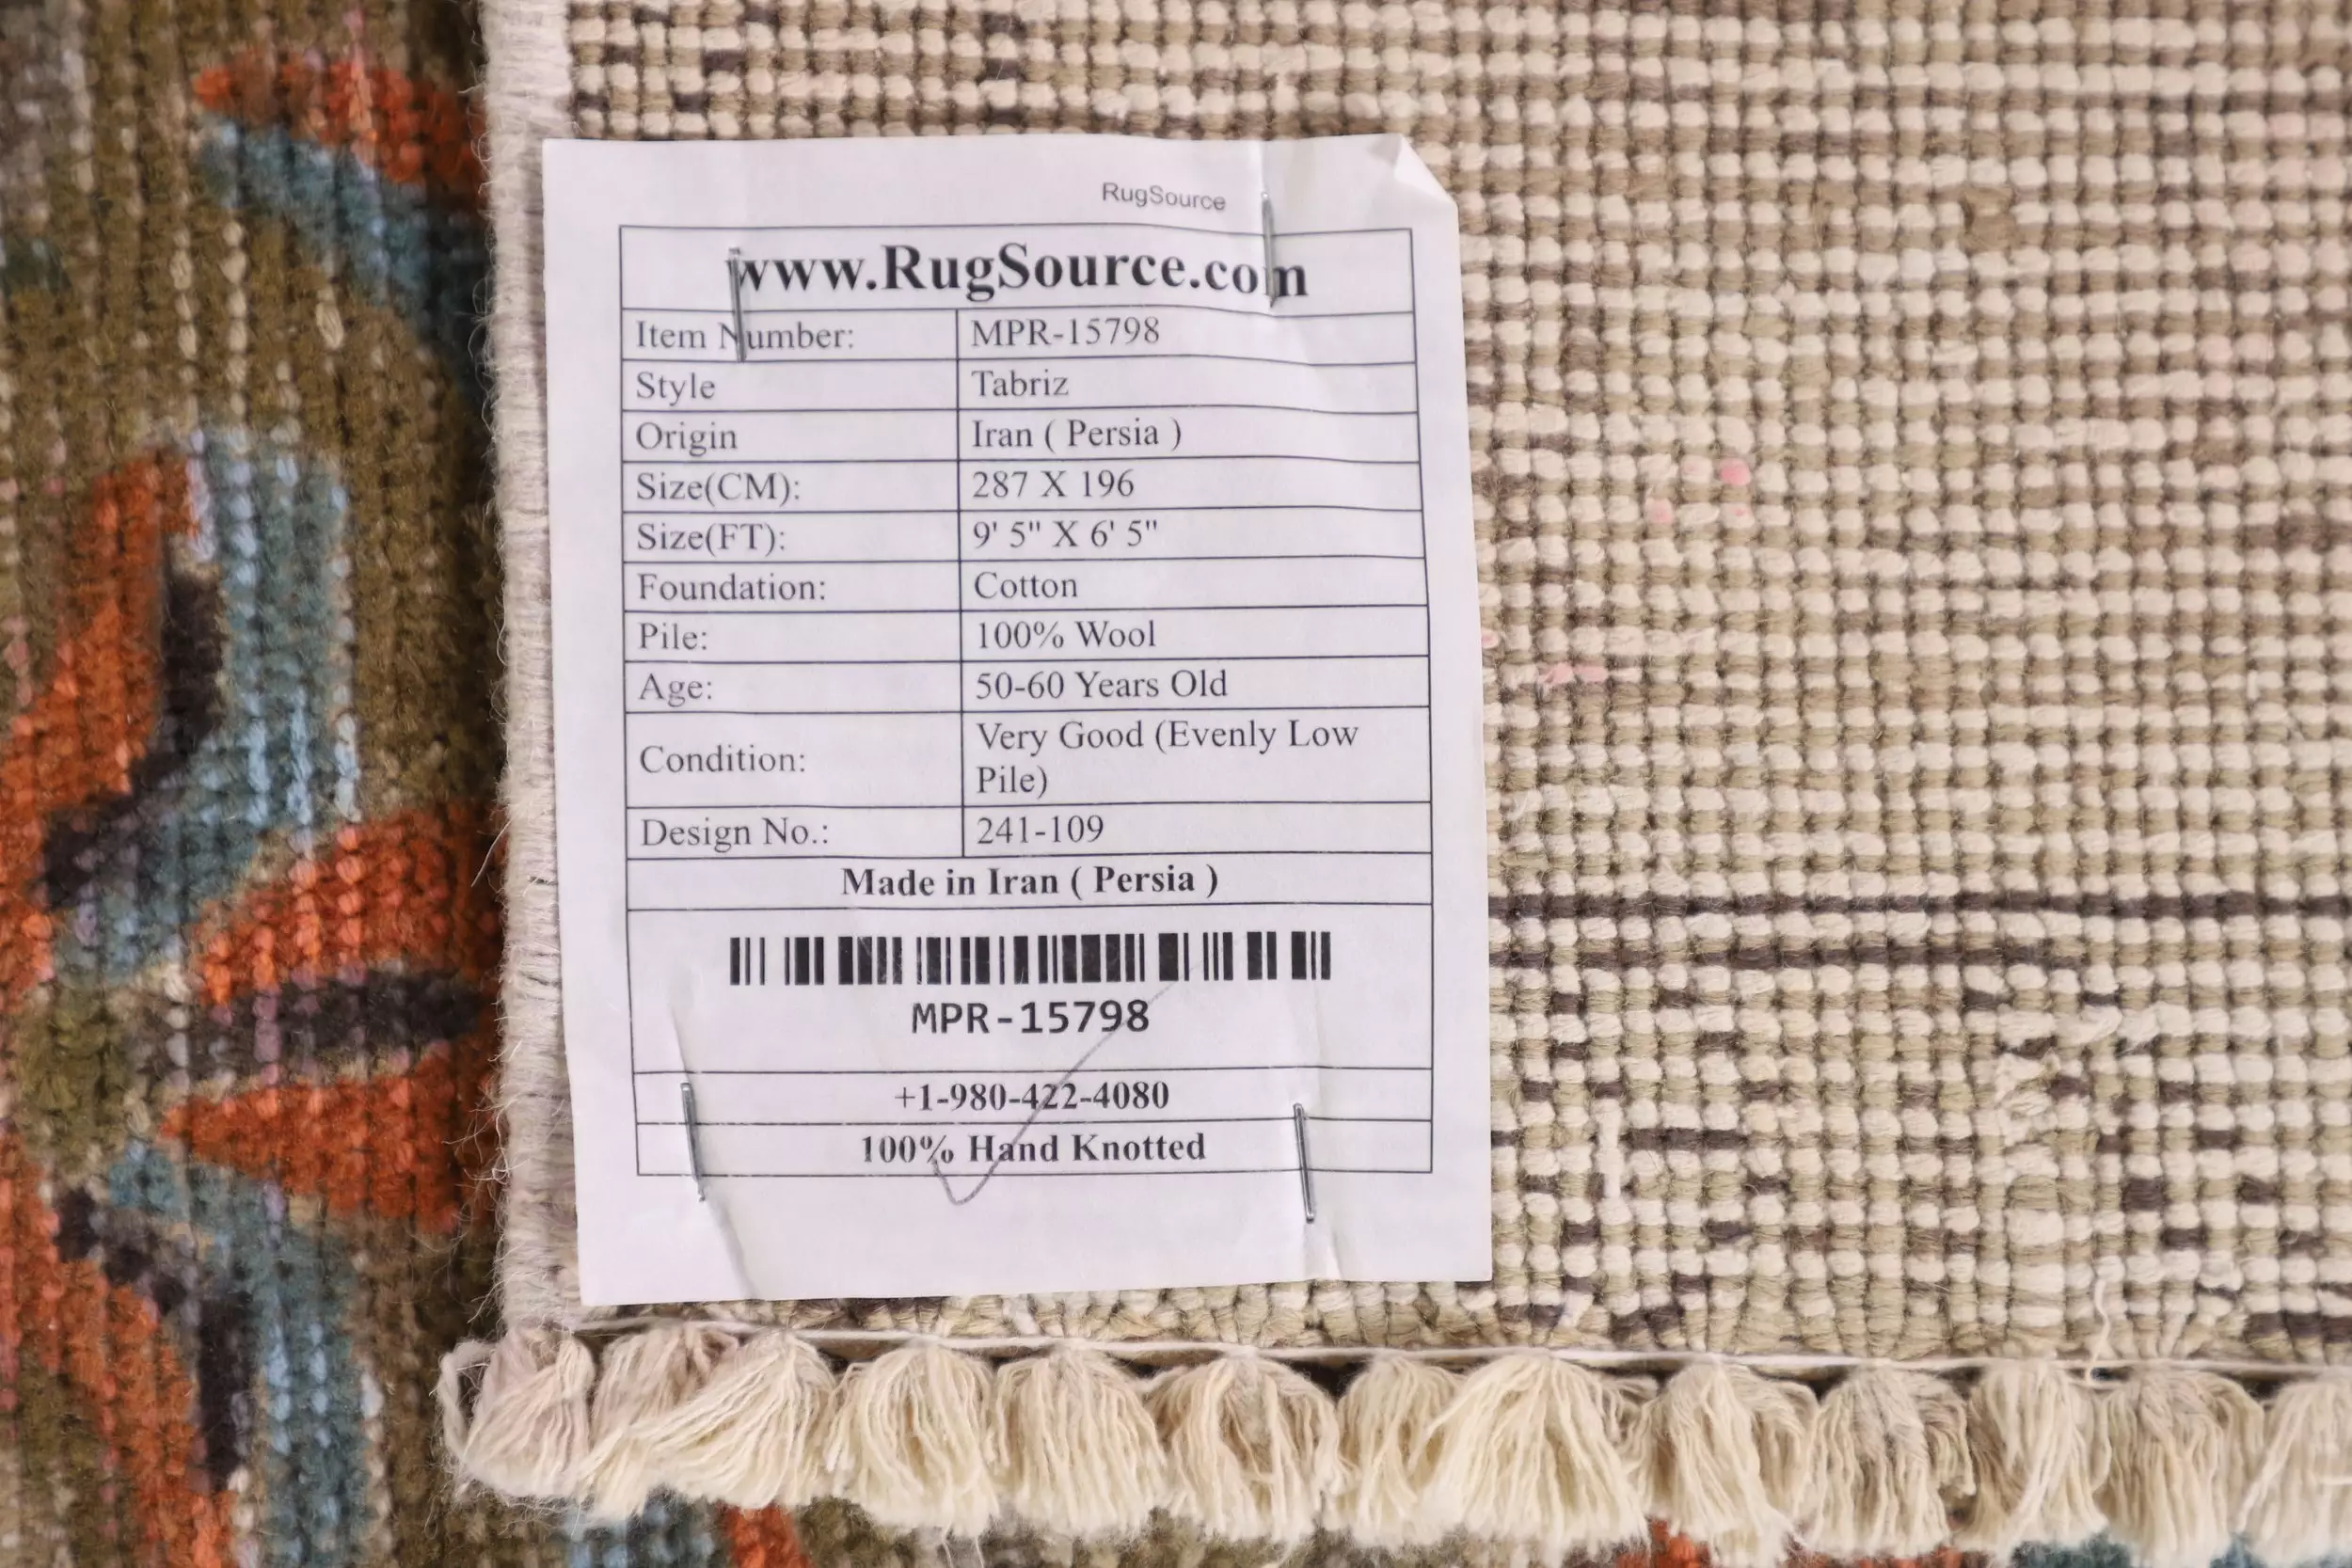 RugSource
www.RugSource.com
Item Number: MPR-15798
Style Tabriz
Origin Iran ( Persia )
Size(CM): 287 X 196
Size(FT): 9' 5" X 6' 5"
Foundation: Cotton
Pile: 100% Wool
Age: 50-60 Years Old
Condition: Very Good (Evenly Low
Pile)
Design No.: 241-109
Made in Iran ( Persia )
MPR-15798
+1-980-422-4080
100% Hand Knotted